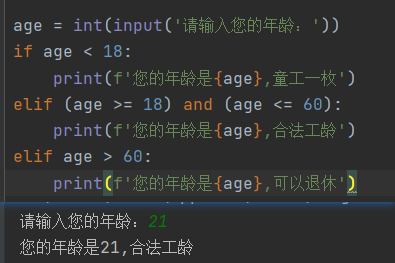 age = int(input('请输入您的年龄：'))
if age < 18:
    print(f'您的年龄是{age},童工一枚')
elif (age >= 18) and (age <= 60):
    print(f'您的年龄是{age},合法工龄')
elif age > 60:
    print(f'您的年龄是{age},可以退休')
请输入您的年龄：21
您的年龄是21,合法工龄